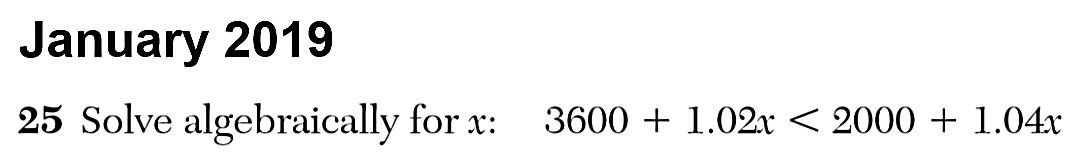 January 2019
25 Solve algebraically for x: 3600 + 1.02x < 2000 + 1.04x